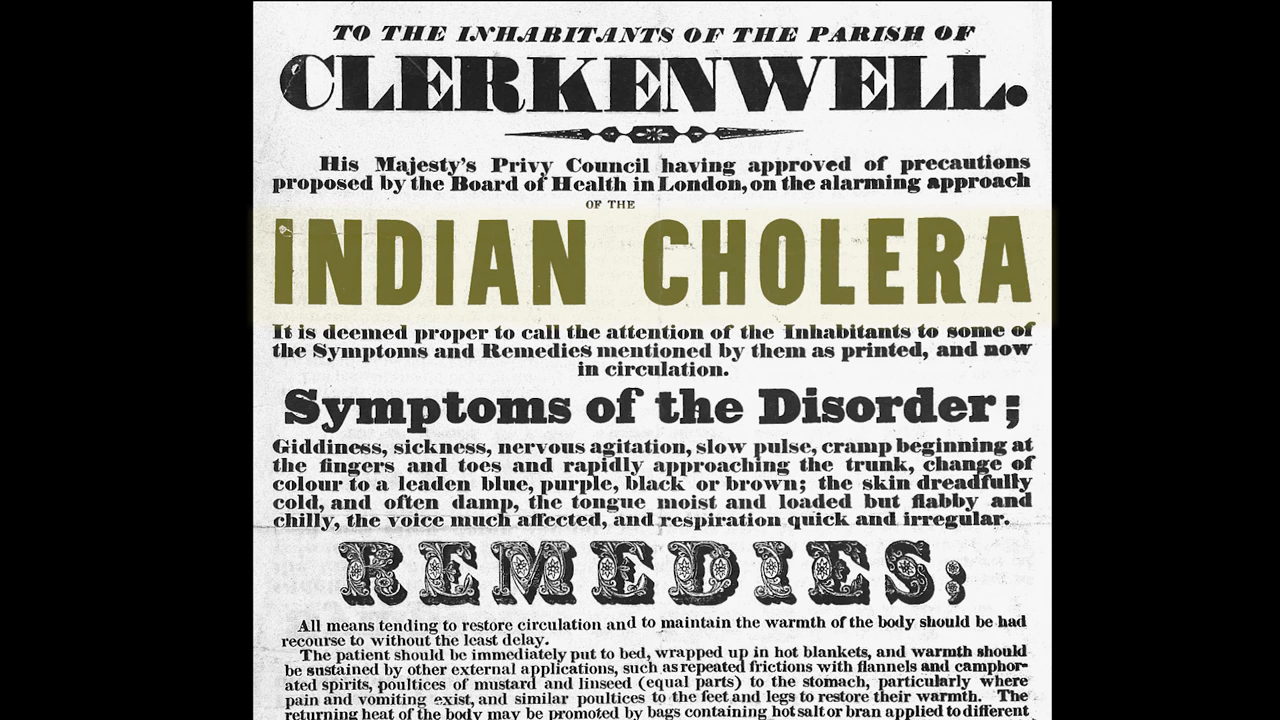 TO THE INHABITANTS OF THE PARISH OF
CLERKENWELL.
His Majesty's Privy Council having approved of precautions
proposed by the Board of Health in London, on the alarming approach
OF THE
INDIAN CHOLERA
It is deemed proper to call the attention of the Inhabitants to some of
the Symptoms and Remedies mentioned by them as printed, and now
in circulation.
Symptoms of the Disorder;
Giddiness, sickness, nervous agitation, slow pulse, cramp beginning at
the fingers and toes and rapidly approaching the trunk, change of
colour to a leaden blue, purple, black or brown; the skin dreadfully
cold, and often damp, the tongue moist and loaded but flabby and
chilly, the voice much affected, and respiration quick and irregular.
REMEDIES;
All means tending to restore circulation and to maintain the warmth of the body should be had
recourse to without the least delay.
The patient should be immediately put to bed, wrapped up in hot blankets, and warmth should
be sustained by other external applications, such as repeated frictions with flannels and camphor-
ated spirits, poultices of mustard and linseed (equal parts) to the stomach, particularly where
pain and vomiting exist, and similar poultices to the feet and legs to restore their warmth. The
returning heat of the body may be promoted by bags containing hot salt or bran applied to different